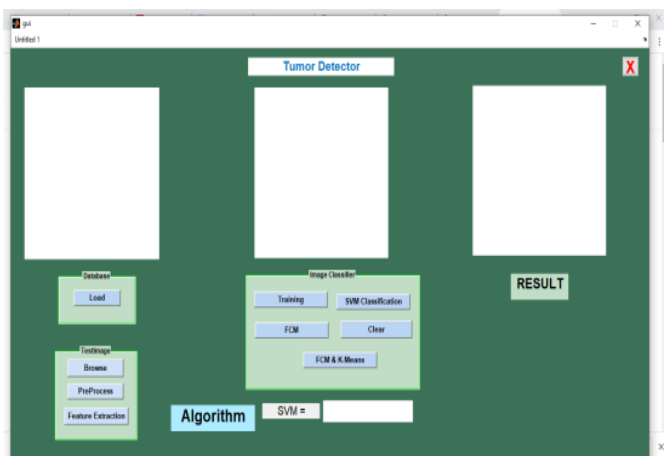 gui
Untitled 1
Tumor Detector
X
Database
Load
Image Classifier
Training
SVM Classification
FCM
Clear
FCM & K-Means
RESULT
TestImage
Browse
PreProcess
Feature Extraction
Algorithm
SVM =